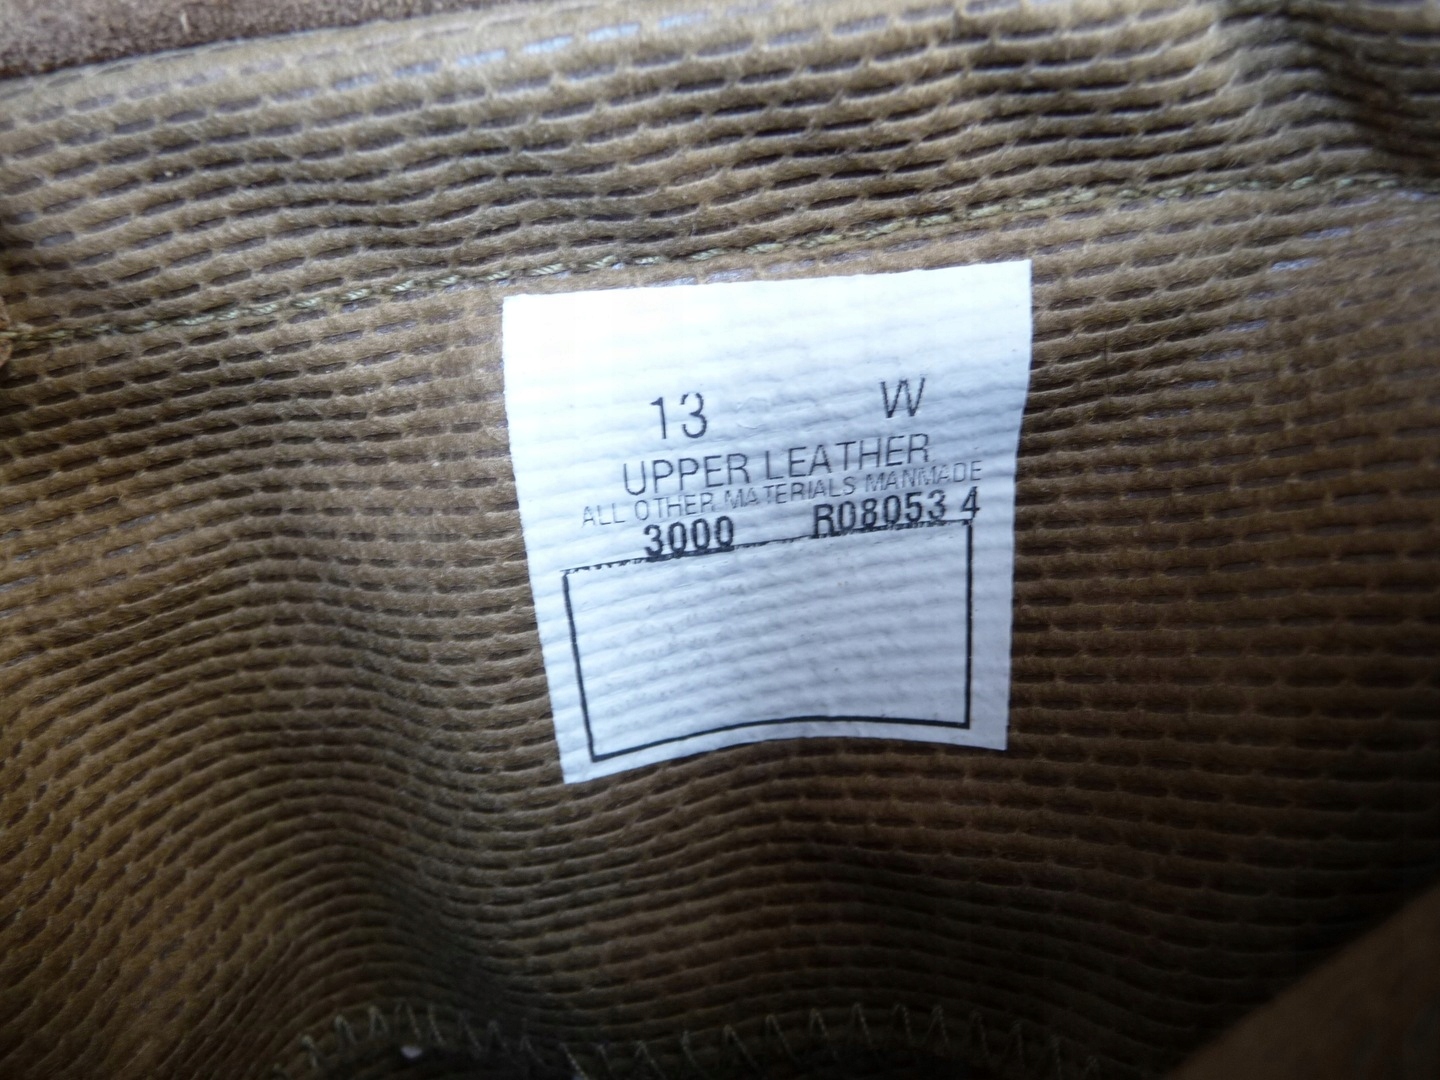 13 W
UPPER LEATHER
ALL OTHER MATERIALS MANMADE
3000 R08053 4